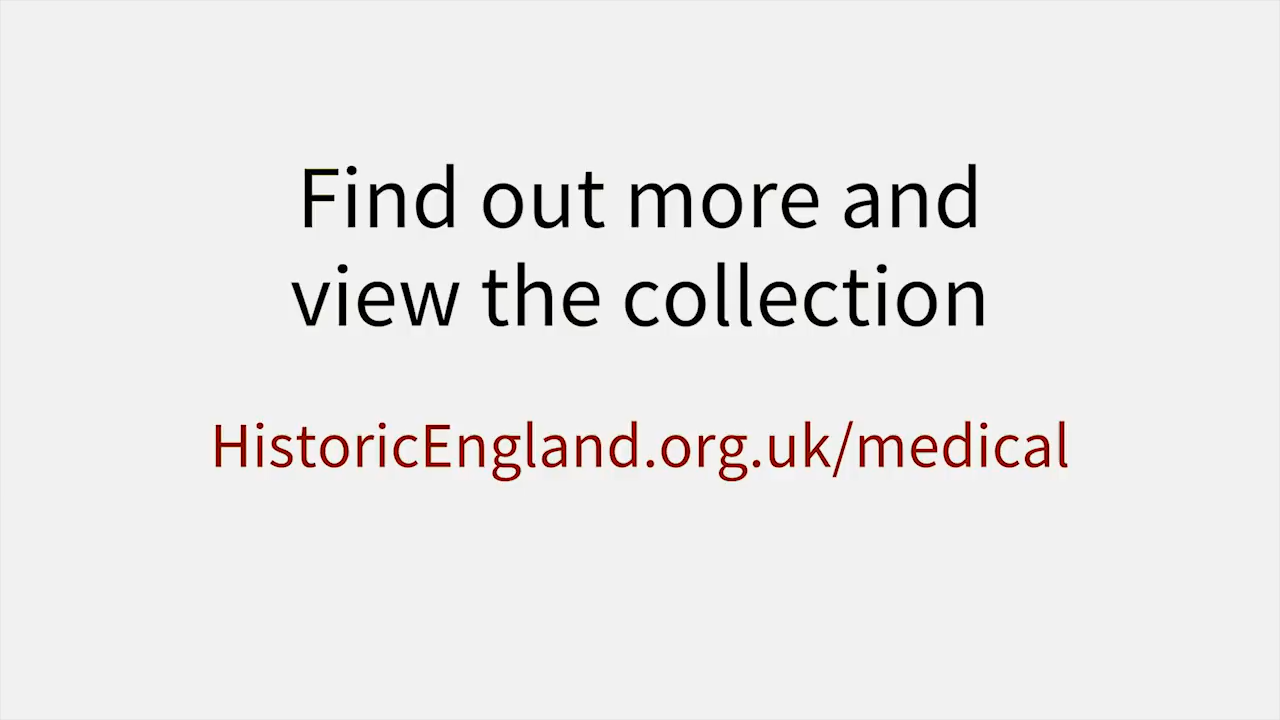 Find out more and
view the collection
HistoricEngland.org.uk/medical